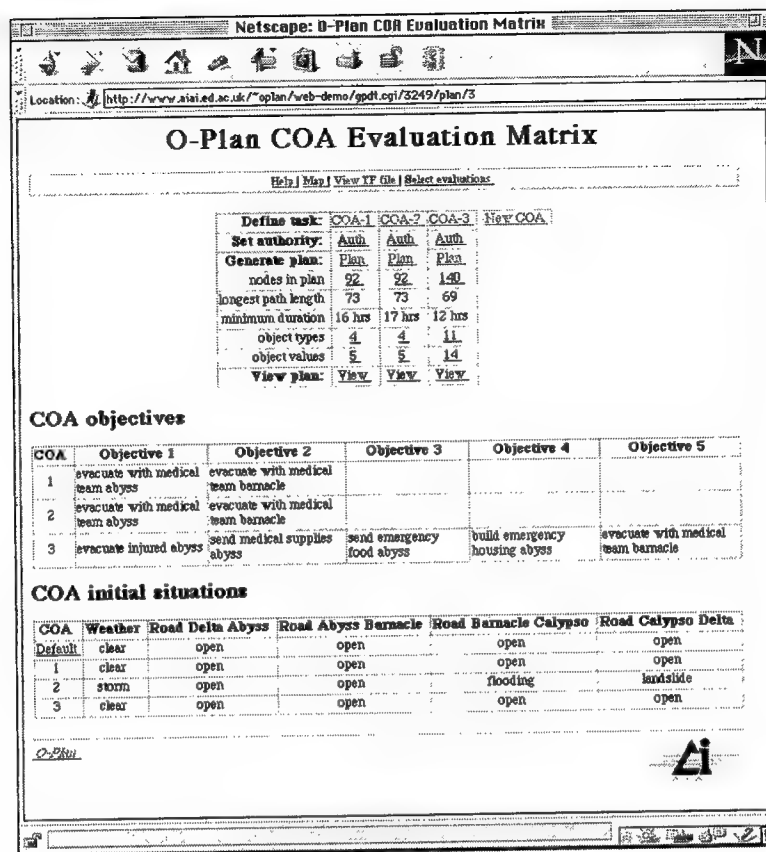 Netscape: O-Plan COA Evaluation Matrix
N
Location: http://www.aiai.ed.ac.uk/~oplan/web-demo/gpdt.cgi/3249/plan/3
O-Plan COA Evaluation Matrix
Help | Map | View TF file | Select evaluations
Define task: COA-1 COA-2 COA-3 New COA
Set authority: Auth Auth Auth
Generate plan: Plan Plan Plan
nodes in plan 92 92 140
longest path length 73 73 69
minimum duration 16 hrs 17 hrs 12 hrs
object types 4 4 11
object values 5 5 14
View plan: View View View
COA objectives
COA Objective 1 Objective 2 Objective 3 Objective 4 Objective 5
1 evacuate with medical team abyss evacuate with medical team barnacle
2 evacuate with medical team abyss evacuate with medical team barnacle
3 evacuate injured abyss send medical supplies abyss send emergency food abyss build emergency housing abyss evacuate with medical team barnacle
COA initial situations
COA Weather Road Delta Abyss Road Abyss Barnacle Road Barnacle Calypso Road Calypso Delta
Default clear open open open open
1 clear open open open open
2 storm open open flooding landslide
3 clear open open open open
O-Plan
Ai